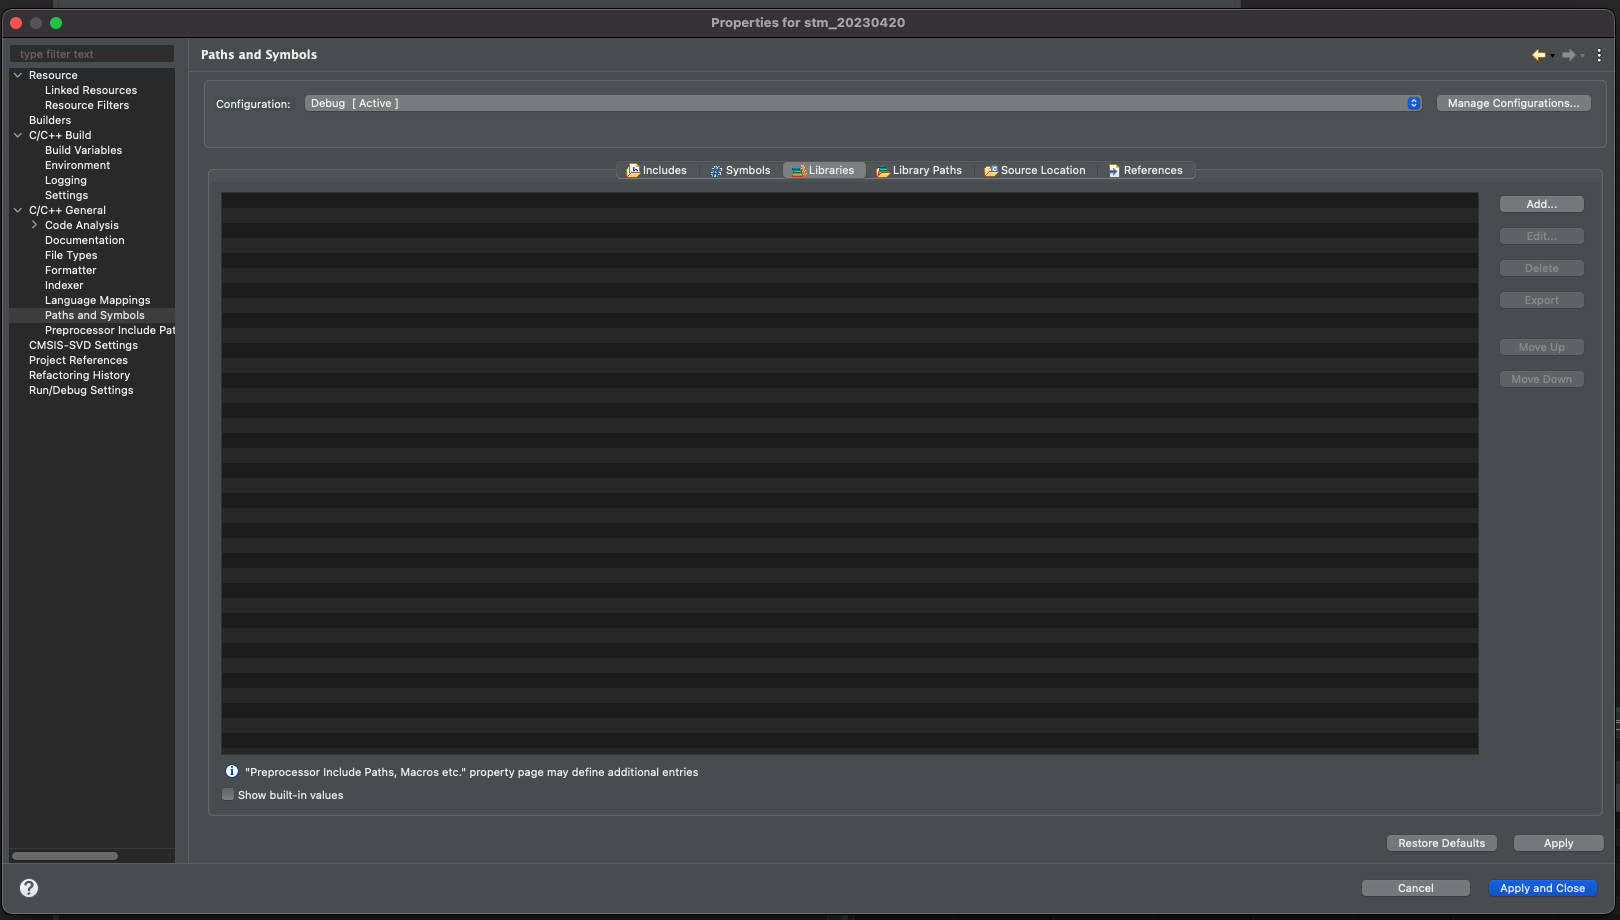 Properties for stm_20230420
type filter text
Resource
Linked Resources
Resource Filters
Builders
C/C++ Build
Build Variables
Environment
Logging
Settings
C/C++ General
Code Analysis
Documentation
File Types
Formatter
Indexer
Language Mappings
Paths and Symbols
Preprocessor Include Pat
CMSIS-SVD Settings
Project References
Refactoring History
Run/Debug Settings
Paths and Symbols
Configuration: Debug [ Active ] Manage Configurations...
Includes Symbols Libraries Library Paths Source Location References
Add...
Edit...
Delete
Export
Move Up
Move Down
"Preprocessor Include Paths, Macros etc." property page may define additional entries
Show built-in values
Restore Defaults Apply
Cancel Apply and Close